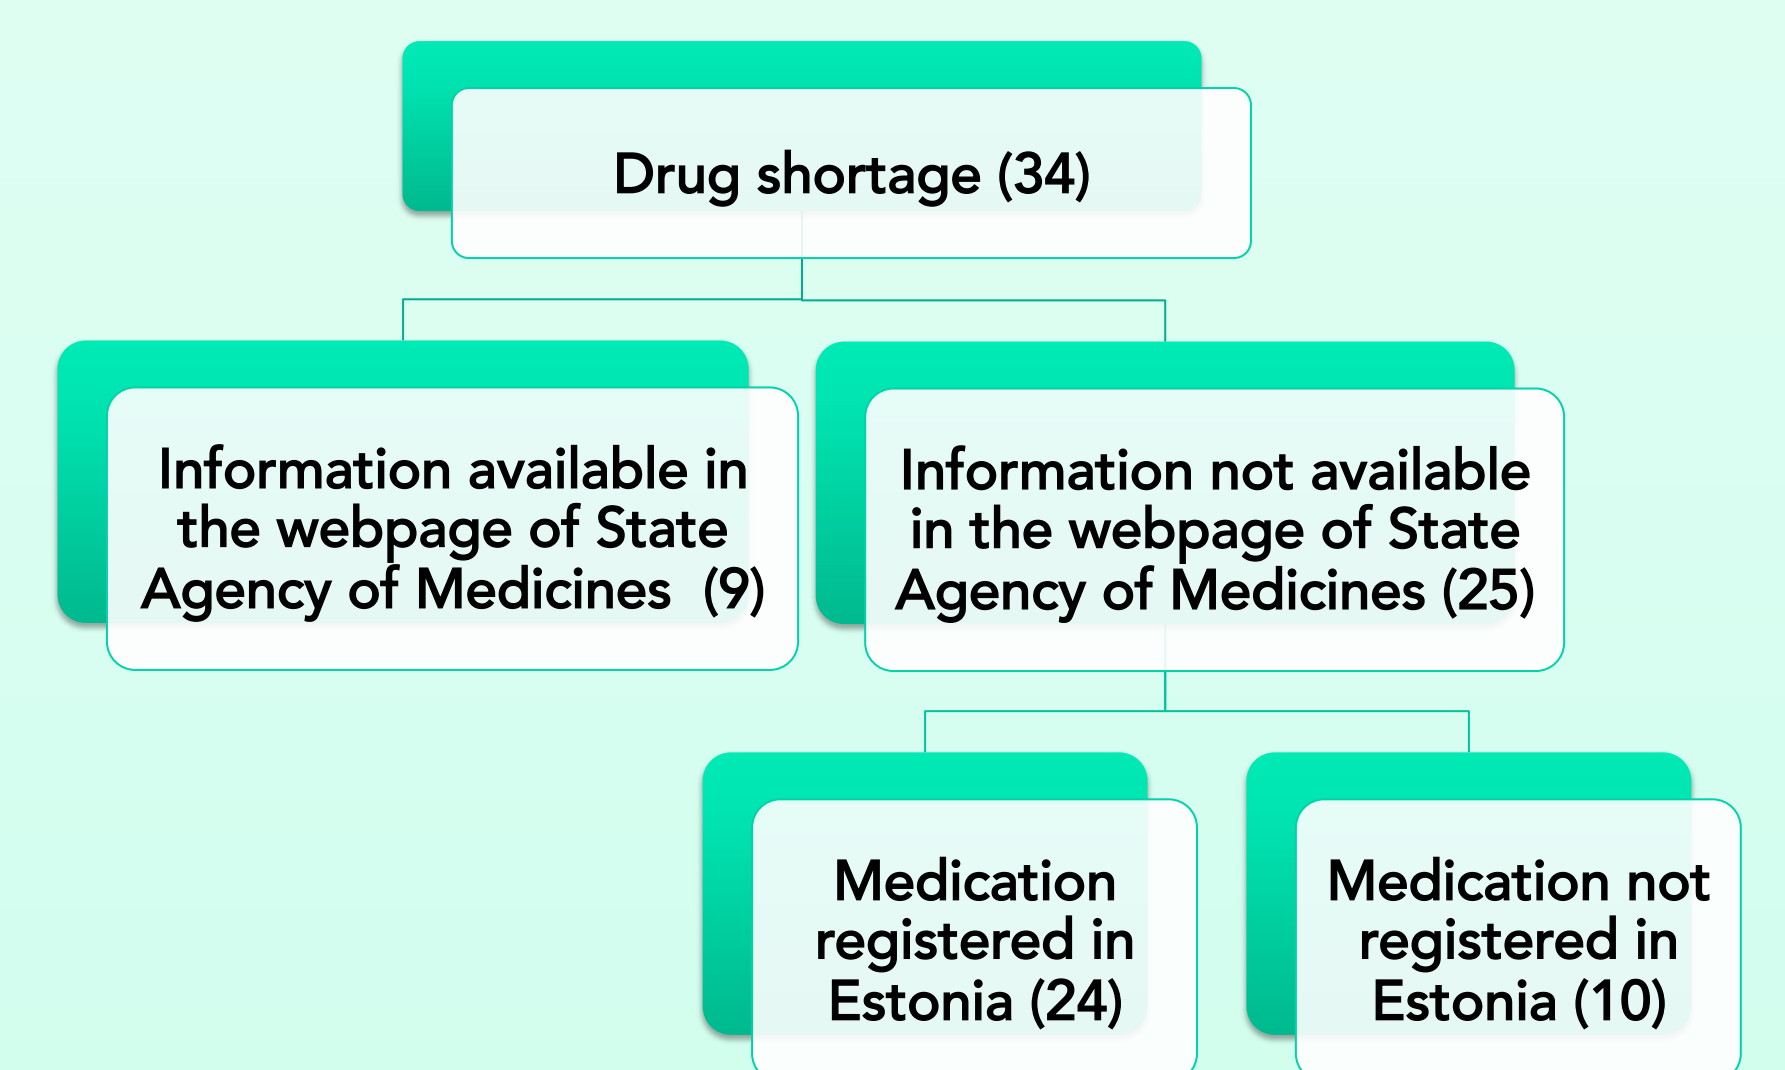 Drug shortage (34)
Information available in
the webpage of State
Agency of Medicines  (9)
Information not available
in the webpage of State
Agency of Medicines (25)
Medication
registered in
Estonia (24)
Medication not
registered in
Estonia (10)